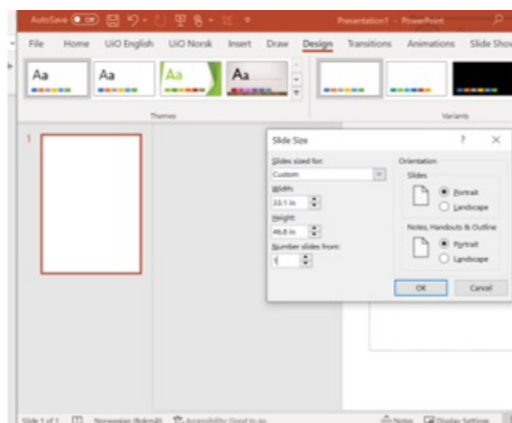 AutoSave Off Presentation1 - PowerPoint
File Home UiO English UiO Norsk Insert Draw Design Transitions Animations Slide Show
Aa Aa Aa Aa
Themes Variants
1
Slide Size ? ×
Slides sized for: Orientation
Custom Slides
Width: Portrait
33.1 in Landscape
Height: Notes, Handouts & Outline
46.8 in Portrait
Number slides from: Landscape
1
OK Cancel
Slide 1 of 1 Norwegian (Bokmål) Accessibility: Good to go Notes Display Settings